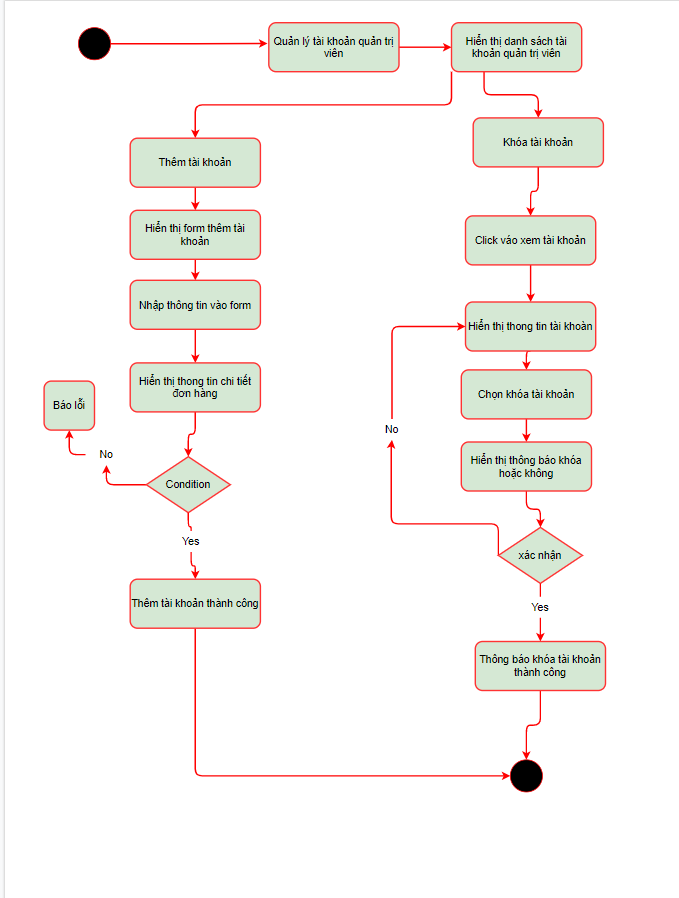 Quản lý tài khoản quản trị
viên
Hiển thị danh sách tài
khoản quản trị viên
Thêm tài khoản
Hiển thị form thêm tài
khoản
Nhập thông tin vào form
Hiển thị thong tin chi tiết
đơn hàng
Báo lỗi
No
Condition
Yes
Thêm tài khoản thành công
Khóa tài khoản
Click váo xem tài khoản
Hiển thị thong tin tài khoàn
Chọn khóa tài khoản
No
Hiển thị thông báo khóa
hoặc không
xác nhận
Yes
Thông báo khóa tài khoản
thành công